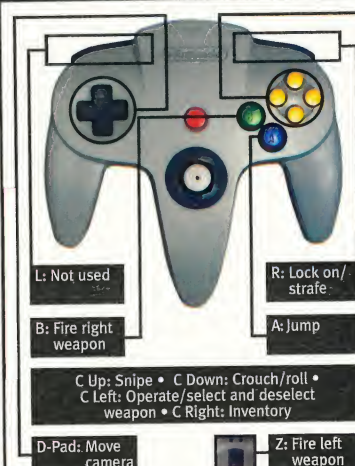 L: Not used
R: Lock on/
strafe
B: Fire right
weapon
A: Jump
C Up: Snipe • C Down: Crouch/roll •
C Left: Operate/select and deselect
weapon • C Right: Inventory
D-Pad: Move
camera
Z: Fire left
weapon